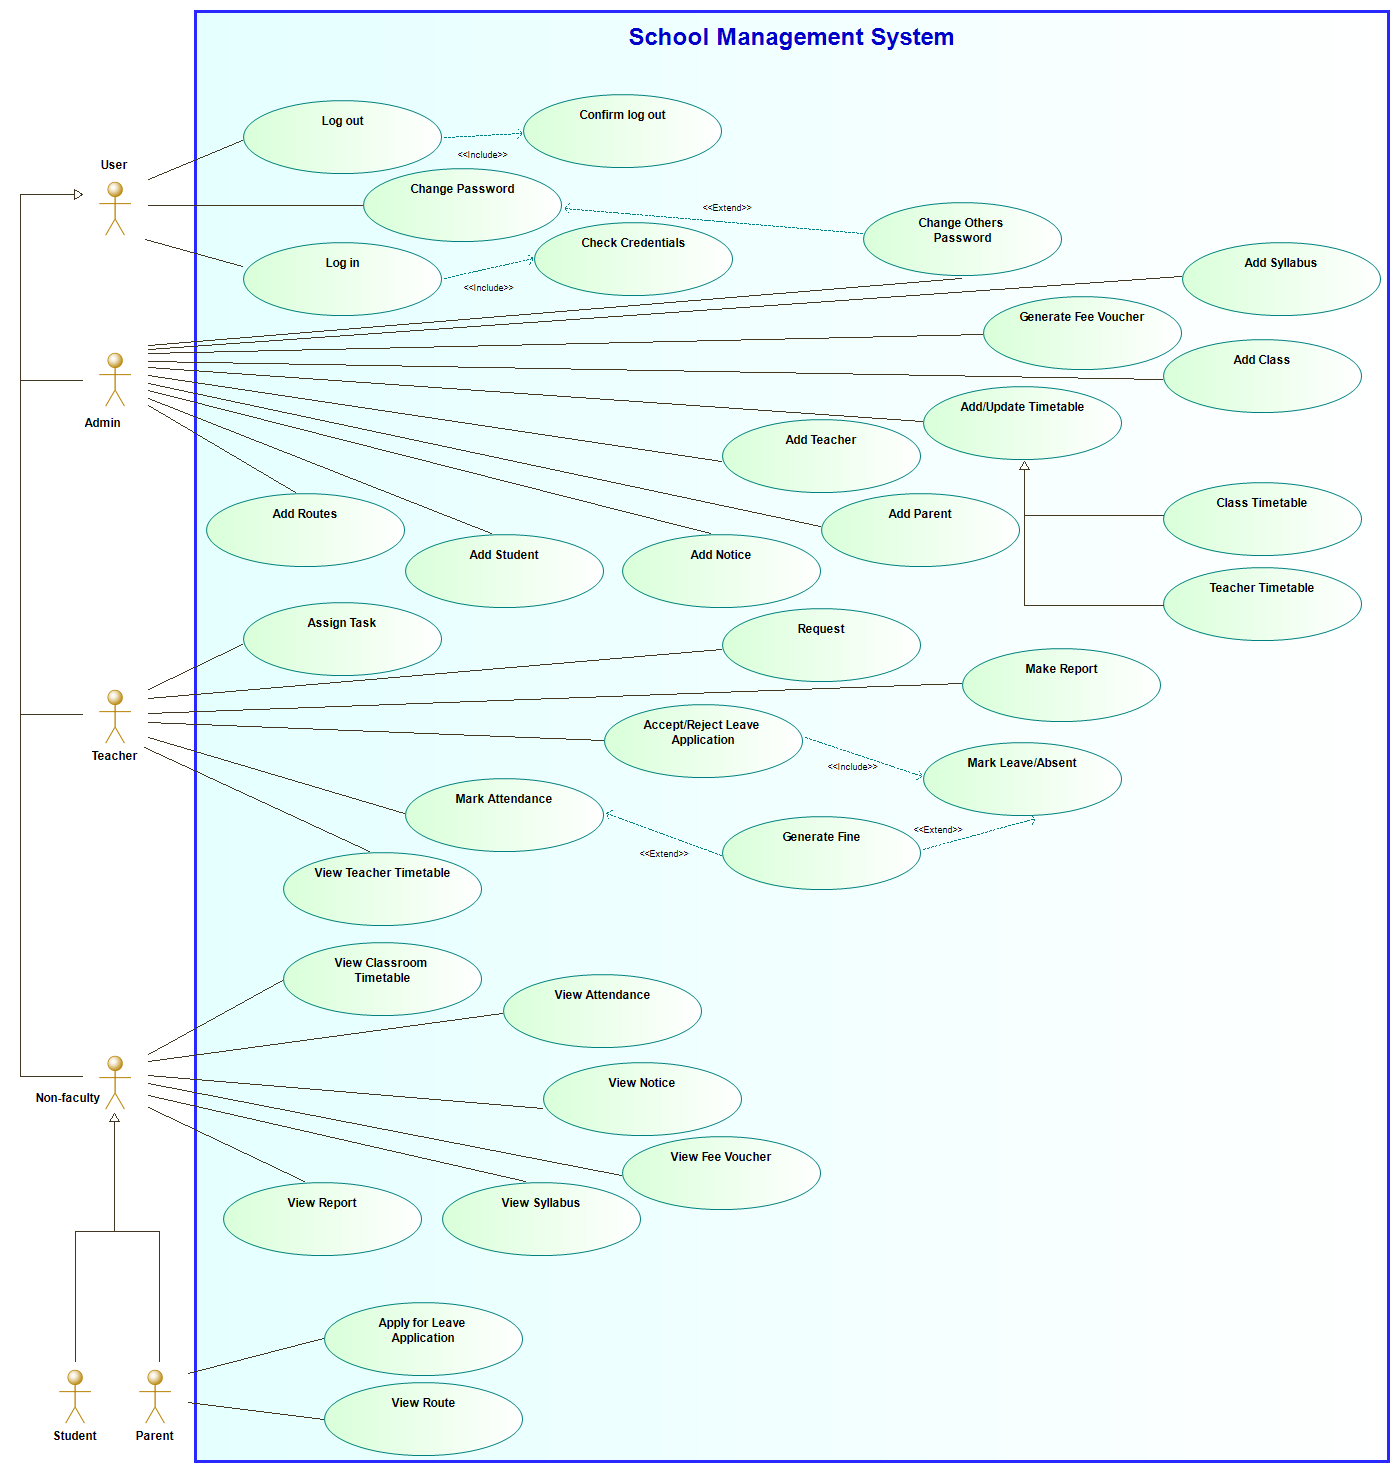 School Management System
Log out
Confirm log out
<<Include>>
User
Change Password
<<Extend>>
Change Others
Password
Check Credentials
Log in
<<Include>>
Add Syllabus
Generate Fee Voucher
Add Class
Admin
Add/Update Timetable
Add Teacher
Class Timetable
Add Routes
Add Parent
Add Student
Add Notice
Teacher Timetable
Assign Task
Request
Make Report
Accept/Reject Leave
Application
Teacher
<<Include>>
Mark Leave/Absent
Mark Attendance
<<Extend>>
Generate Fine
<<Extend>>
View Teacher Timetable
View Classroom
Timetable
View Attendance
View Notice
Non-faculty
View Fee Voucher
View Report
View Syllabus
Apply for Leave
Application
View Route
Student
Parent